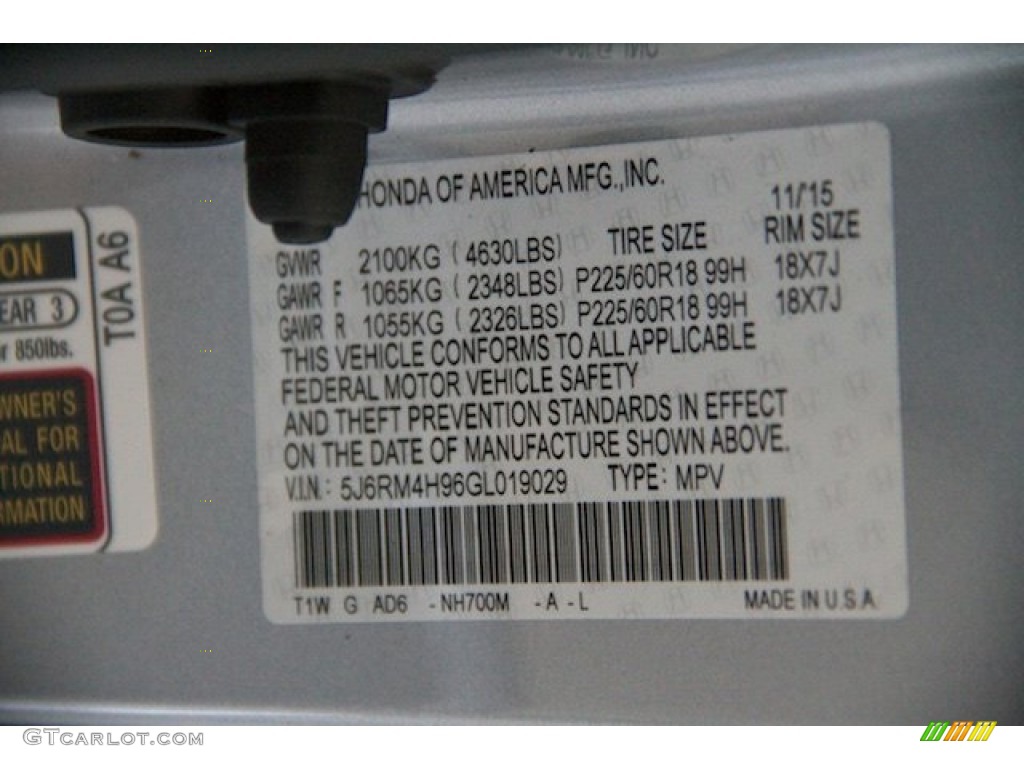 HONDA OF AMERICA MFG.,INC.
11/'15
GVWR 2100KG ( 4630LBS) TIRE SIZE RIM SIZE
GAWR F 1065KG ( 2348LBS) P225/60R18 99H 18X7J
GAWR R 1055KG ( 2326LBS) P225/60R18 99H 18X7J
THIS VEHICLE CONFORMS TO ALL APPLICABLE
FEDERAL MOTOR VEHICLE SAFETY
AND THEFT PREVENTION STANDARDS IN EFFECT
ON THE DATE OF MANUFACTURE SHOWN ABOVE.
V.I.N.: 5J6RM4H96GL019029 TYPE: MPV
T1W G AD6 -NH700M -A -L MADE IN U.S.A
ON
EAR 3
r 850lbs.
WNER'S
AL FOR
TIONAL
RMATION
T0A A6
GTCARLOT.COM